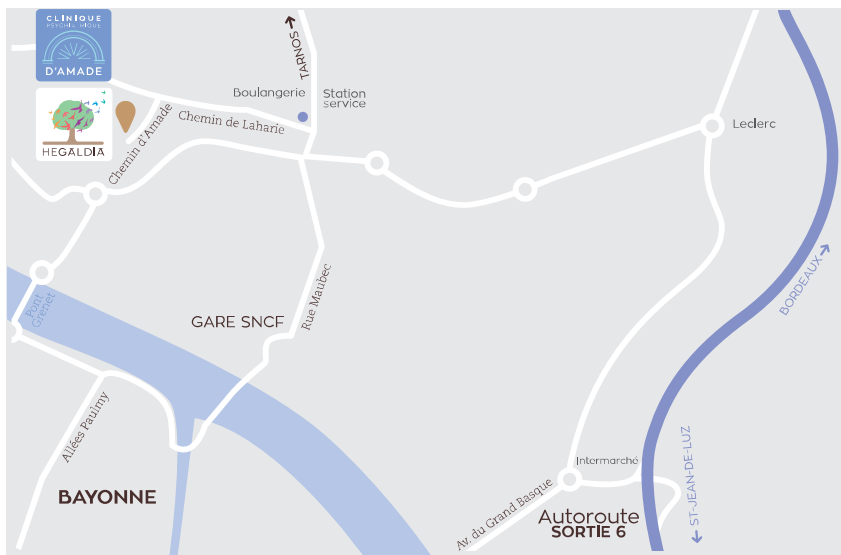 CLINIQUE
PSYCHIATRIQUE
D'AMADE
HEGALDIA
TARNOS
Boulangerie
Station
service
Chemin de Laharie
Chemin d'Amade
Leclerc
BORDEAUX
Pont
Grenet
GARE SNCF
Rue Maubec
Allées Paulmy
BAYONNE
Intermarché
Av. du Grand Basque
Autoroute
SORTIE 6
ST-JEAN-DE-LUZ